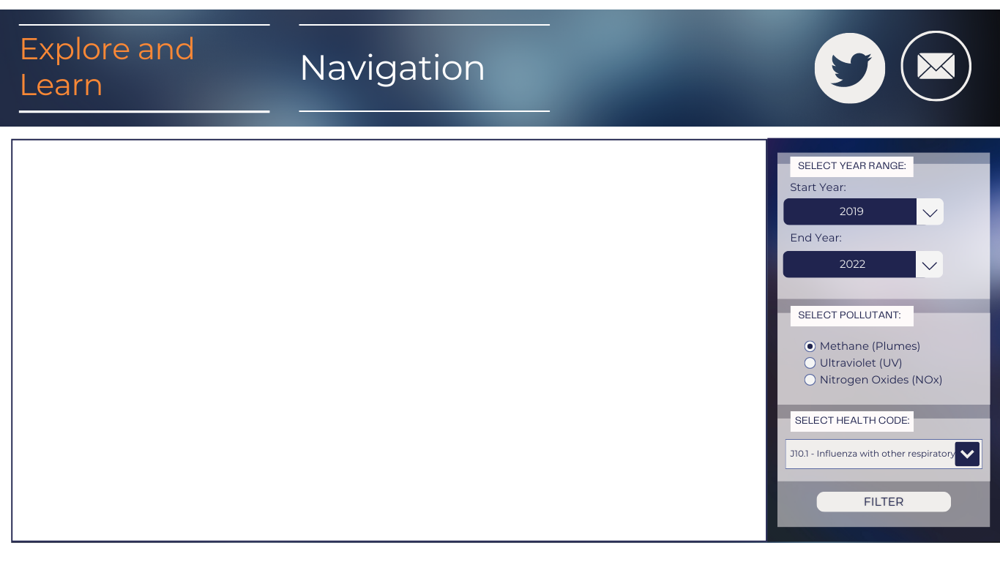 Explore and
Learn
Navigation
SELECT YEAR RANGE:
Start Year:
2019
End Year:
2022
SELECT POLLUTANT:
Methane (Plumes)
Ultraviolet (UV)
Nitrogen Oxides (NOx)
SELECT HEALTH CODE:
J10.1 - Influenza with other respiratory
FILTER